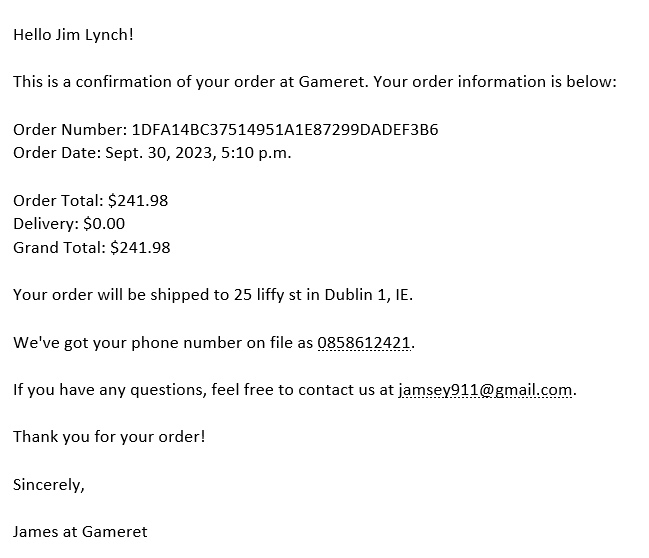 Hello Jim Lynch!
This is a confirmation of your order at Gameret. Your order information is below:
Order Number: 1DFA14BC37514951A1E87299DADEF3B6
Order Date: Sept. 30, 2023, 5:10 p.m.
Order Total: $241.98
Delivery: $0.00
Grand Total: $241.98
Your order will be shipped to 25 liffy st in Dublin 1, IE.
We've got your phone number on file as 0858612421.
If you have any questions, feel free to contact us at jamsey911@gmail.com.
Thank you for your order!
Sincerely,
James at Gameret